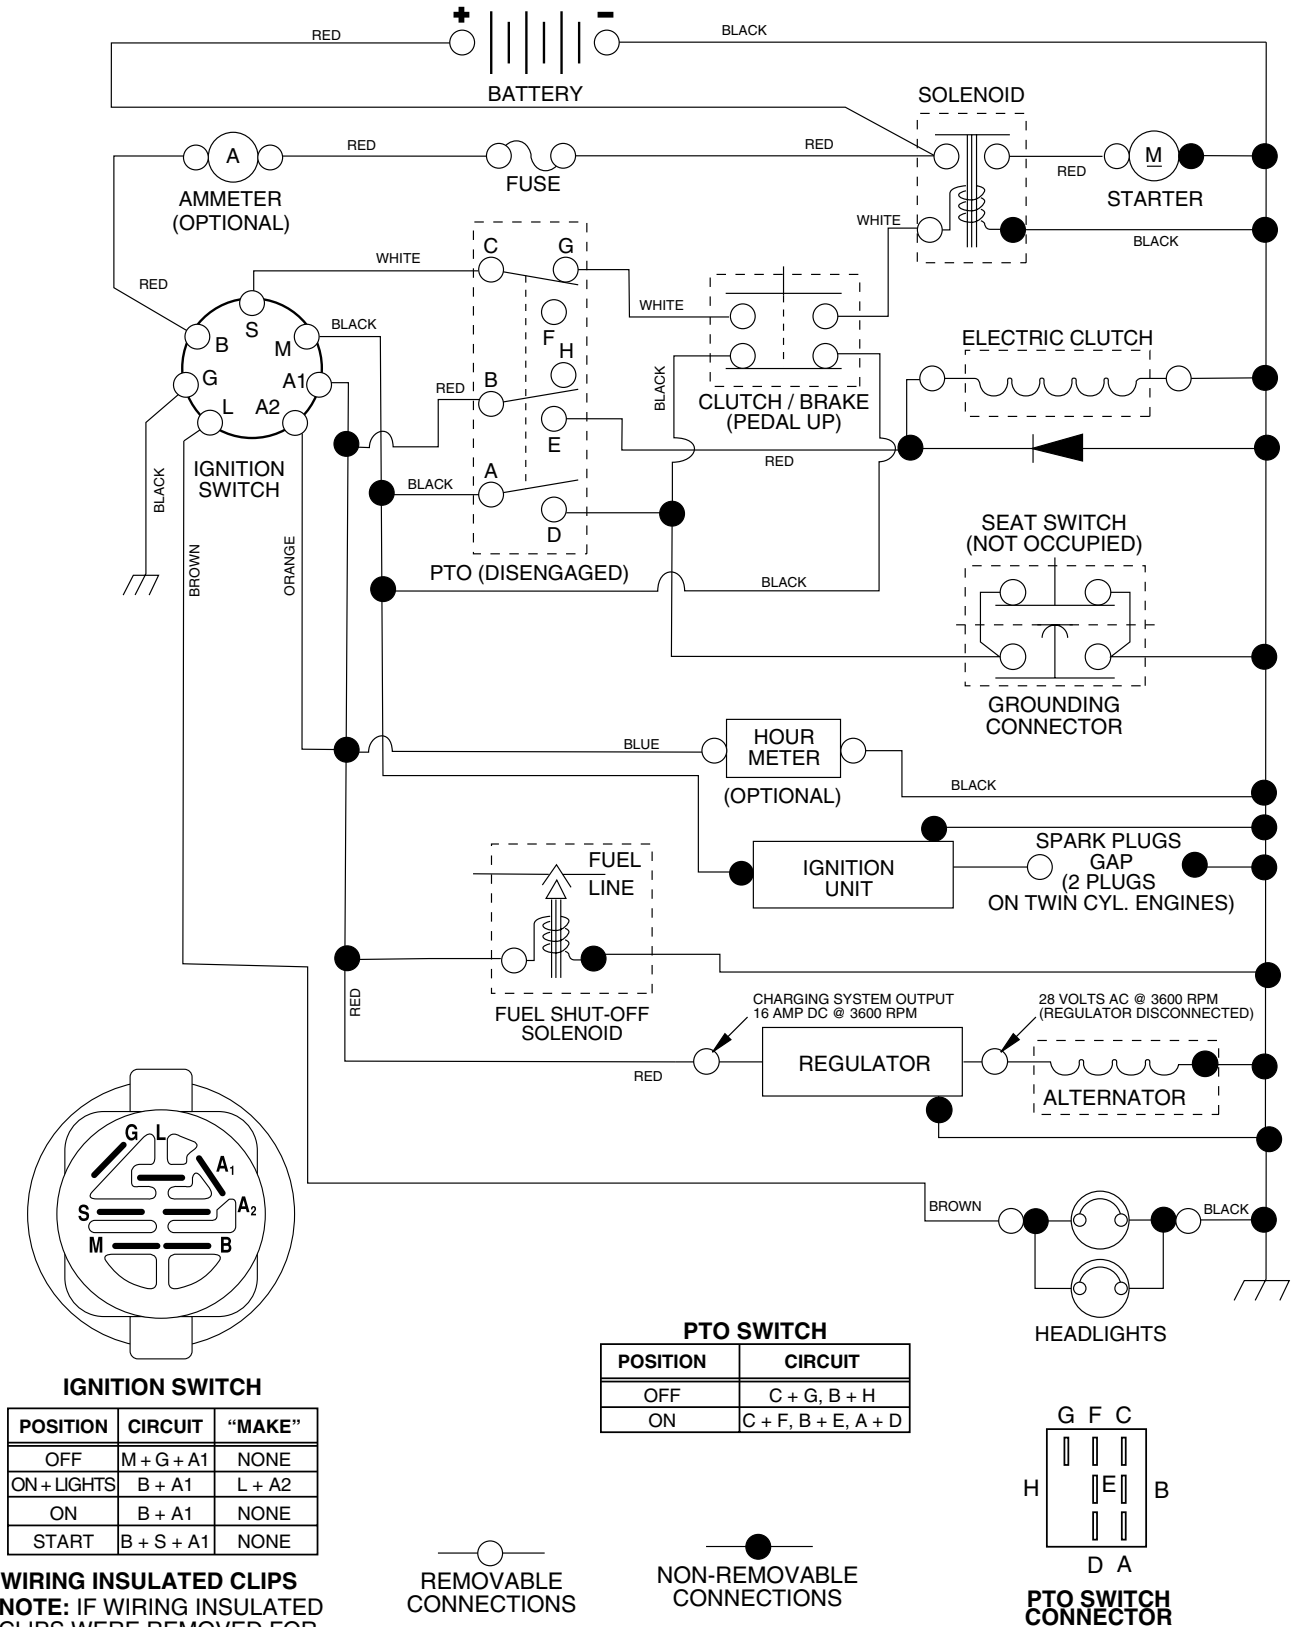 + -
RED
BLACK
BATTERY
SOLENOID
A
RED
FUSE
RED
RED
M
AMMETER
(OPTIONAL)
STARTER
WHITE
BLACK
C G
WHITE
RED
S
B
M
BLACK
WHITE
F
H
ELECTRIC CLUTCH
G
A1
L A2
RED
B
BLACK
CLUTCH / BRAKE
(PEDAL UP)
E
RED
IGNITION
SWITCH
BLACK
A
BLACK
D
SEAT SWITCH
(NOT OCCUPIED)
BROWN
ORANGE
PTO (DISENGAGED)
BLACK
GROUNDING
CONNECTOR
BLUE
HOUR
METER
(OPTIONAL)
BLACK
FUEL
LINE
IGNITION
UNIT
SPARK PLUGS
GAP
(2 PLUGS
ON TWIN CYL. ENGINES)
RED
FUEL SHUT-OFF
SOLENOID
CHARGING SYSTEM OUTPUT
16 AMP DC @ 3600 RPM
28 VOLTS AC @ 3600 RPM
(REGULATOR DISCONNECTED)
RED
REGULATOR
ALTERNATOR
G L
A1
S
A2
M
B
BROWN
BLACK
HEADLIGHTS
IGNITION SWITCH
POSITION CIRCUIT "MAKE"
OFF M + G + A1 NONE
ON + LIGHTS B + A1 L + A2
ON B + A1 NONE
START B + S + A1 NONE
PTO SWITCH
POSITION CIRCUIT
OFF C + G, B + H
ON C + F, B + E, A + D
G F C
H E B
D A
PTO SWITCH
CONNECTOR
REMOVABLE
CONNECTIONS
NON-REMOVABLE
CONNECTIONS
WIRING INSULATED CLIPS
NOTE: IF WIRING INSULATED
CLIPS WERE REMOVED FOR